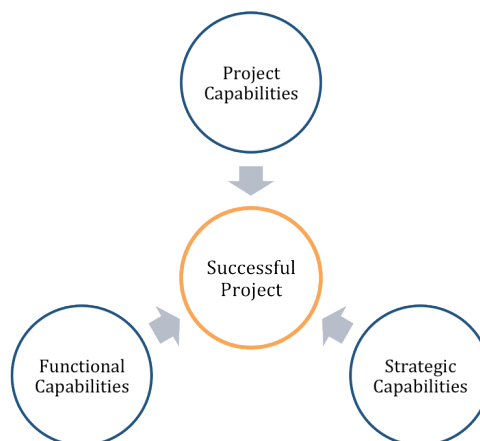 Project
Capabilities
Successful
Project
Functional
Capabilities
Strategic
Capabilities